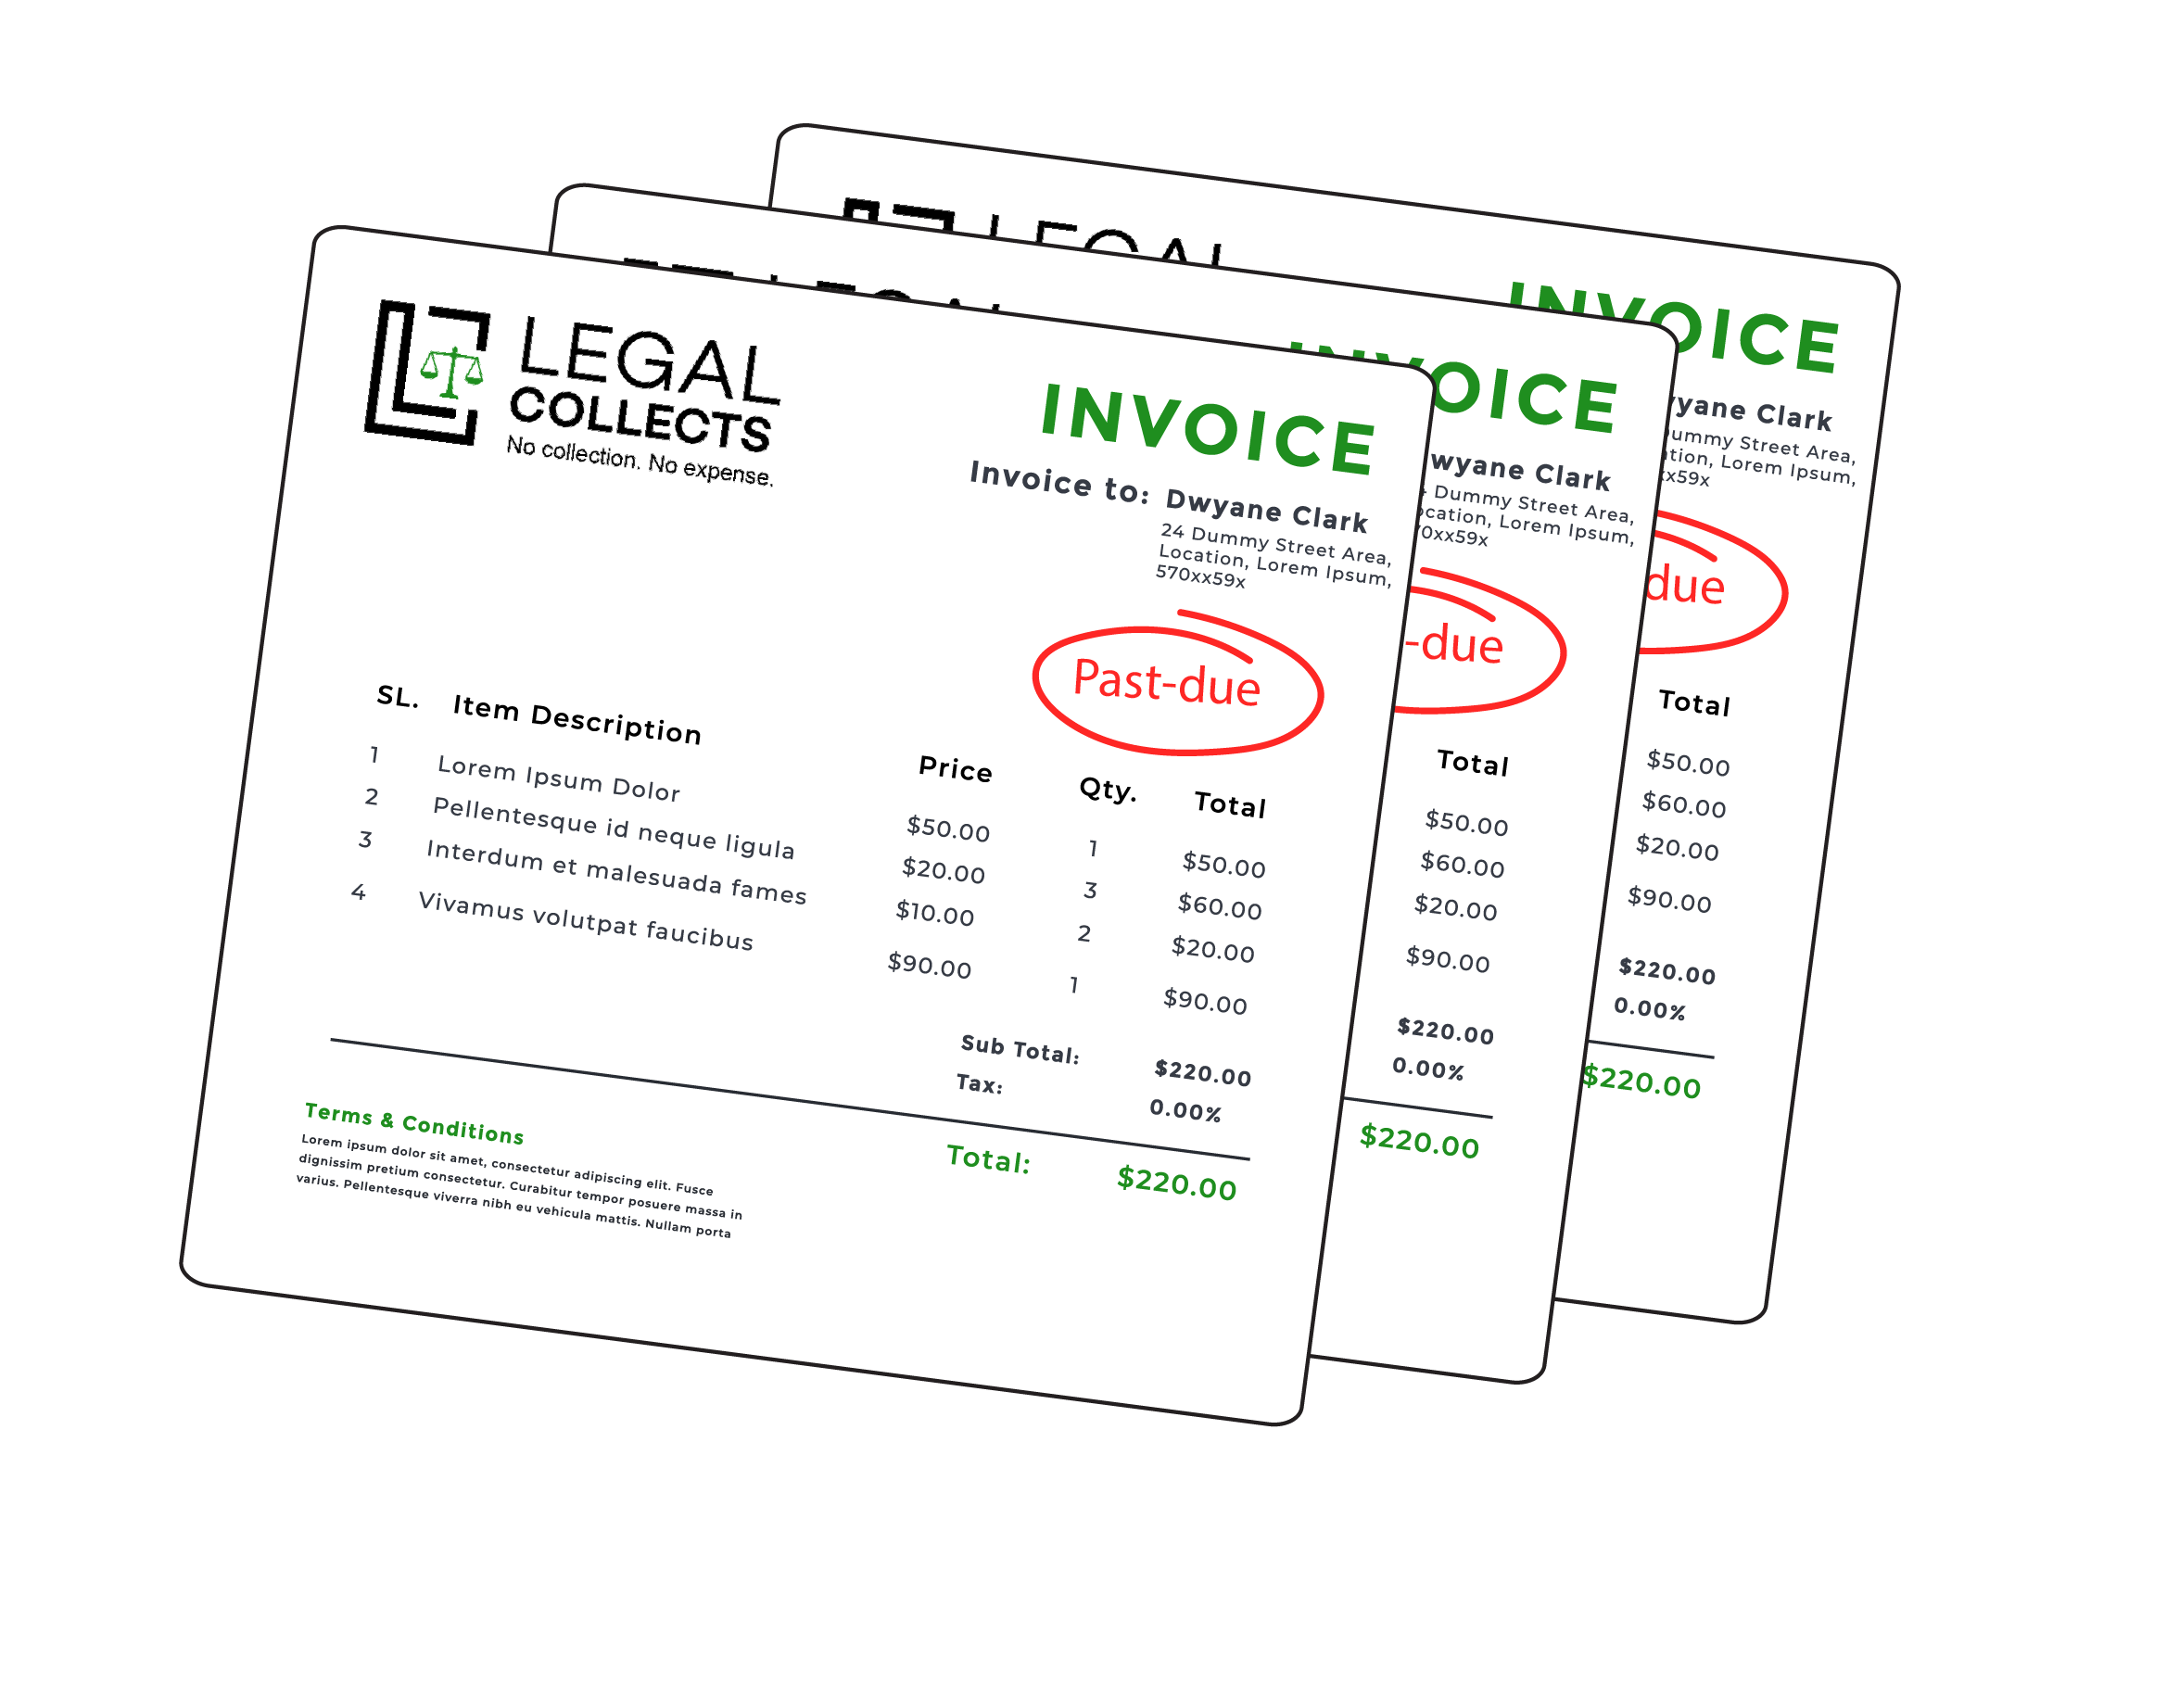 LEGAL
COLLECTS
No collection. No expense.
INVOICE
Invoice to: Dwyane Clark
24 Dummy Street Area,
Location, Lorem Ipsum,
570xx59x
Past-due
SL. Item Description Price Qty. Total
1 Lorem Ipsum Dolor $50.00 1 $50.00
2 Pellentesque id neque ligula $20.00 3 $60.00
3 Interdum et malesuada fames $10.00 2 $20.00
4 Vivamus volutpat faucibus $90.00 1 $90.00
Sub Total: $220.00
Tax: 0.00%
Total: $220.00
Terms & Conditions
Lorem ipsum dolor sit amet, consectetur adipiscing elit. Fusce
dignissim pretium consectetur. Curabitur tempor posuere massa in
varius. Pellentesque viverra nibh eu vehicula mattis. Nullam porta
INVOICE
wyane Clark
Dummy Street Area,
ocation, Lorem Ipsum,
0xx59x
-due
Total
$50.00
$60.00
$20.00
$90.00
$220.00
0.00%
$220.00
LEGAL
INVOICE
yane Clark
ummy Street Area,
tion, Lorem Ipsum,
xx59x
due
Total
$50.00
$60.00
$20.00
$90.00
$220.00
0.00%
$220.00